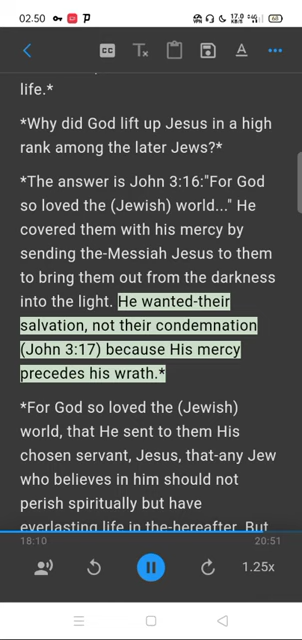 02.50
17.0
68
CC
life.*
*Why did God lift up Jesus in a high
rank among the later Jews?*
*The answer is John 3:16:"For God
so loved the (Jewish) world..." He
covered them with his mercy by
sending the-Messiah Jesus to them
to bring them out from the darkness
into the light. He wanted-their
salvation, not their condemnation
(John 3:17) because His mercy
precedes his wrath.*
*For God so loved the (Jewish)
world, that He sent to them His
chosen servant, Jesus, that-any Jew
who believes in him should not
perish spiritually but have
everlasting life in the-hereafter. But
18:10
20:51
1.25x